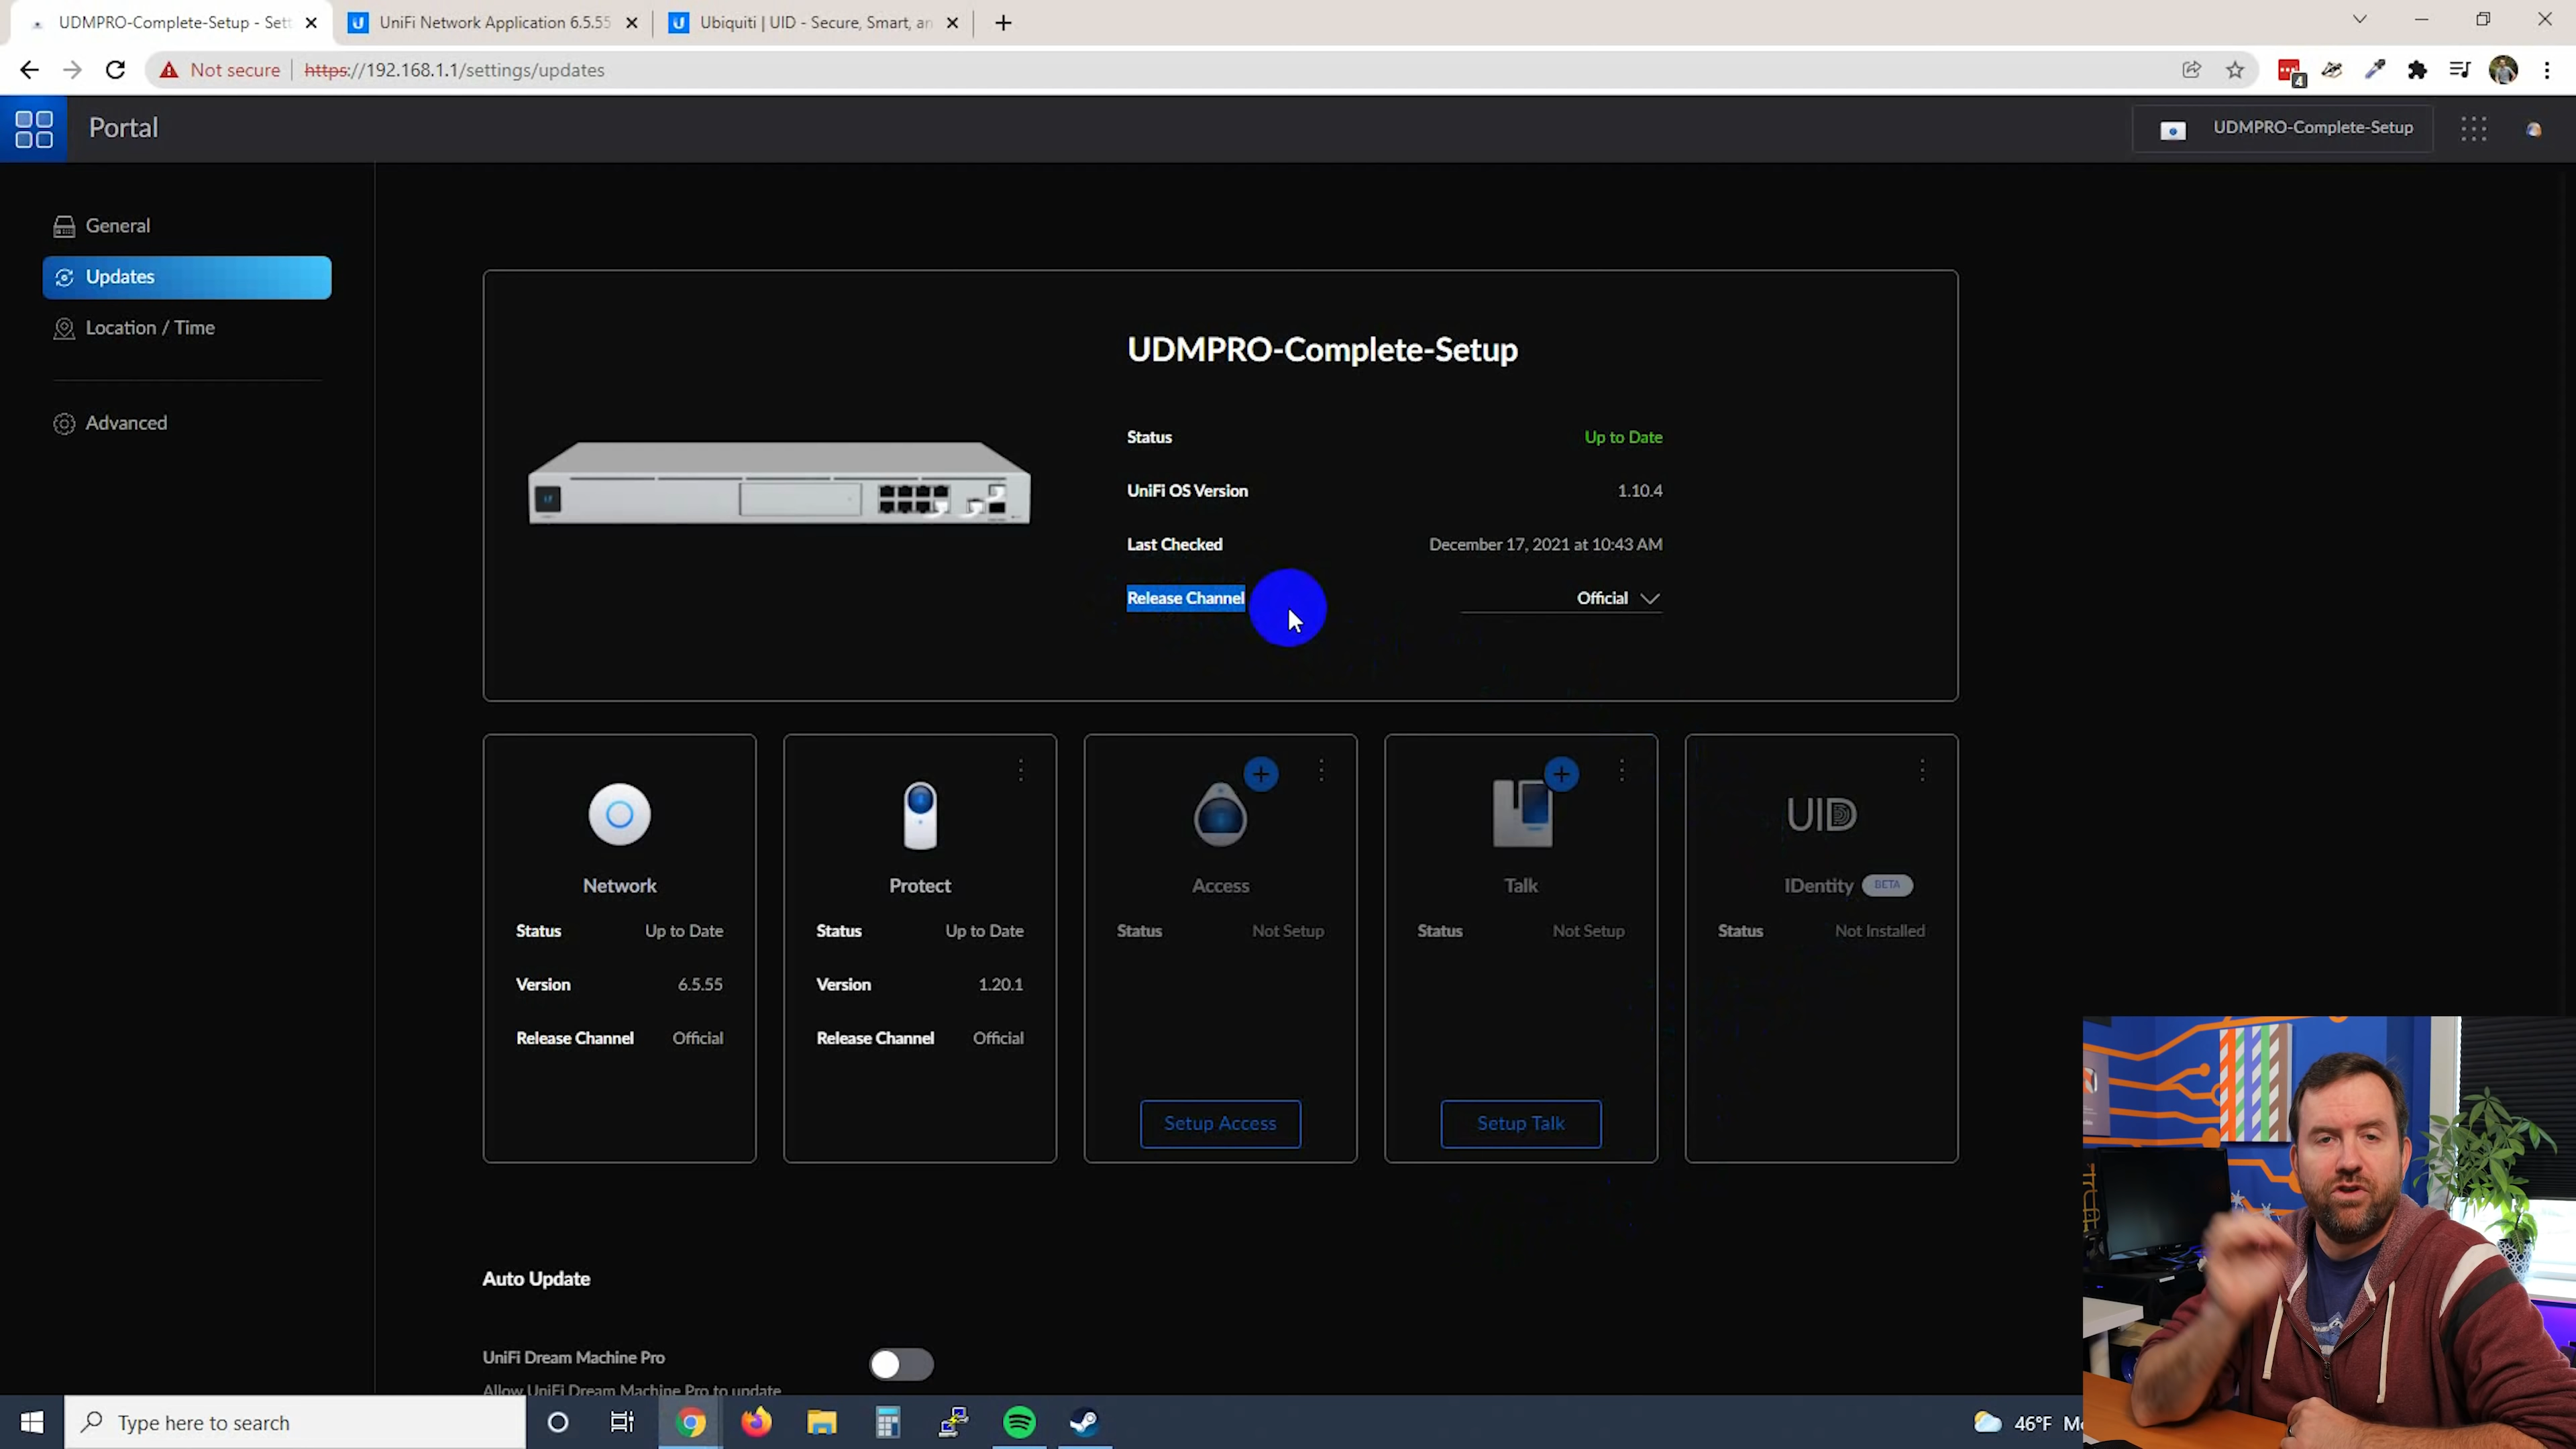 UDMPRO-Complete-Setup - Sett
UniFi Network Application 6.5.55
Ubiquiti | UID - Secure, Smart, an
Not secure
https://192.168.1.1/settings/updates
4
Portal
UDMPRO-Complete-Setup
General
Updates
Location / Time
Advanced
UDMPRO-Complete-Setup
Status Up to Date
UniFi OS Version 1.10.4
Last Checked December 17, 2021 at 10:43 AM
Release Channel Official
Network
Status Up to Date
Version 6.5.55
Release Channel Official
Protect
Status Up to Date
Version 1.20.1
Release Channel Official
Access
Status Not Setup
Setup Access
Talk
Status Not Setup
Setup Talk
UID
IDentity BETA
Status Not Installed
Auto Update
UniFi Dream Machine Pro
Allow UniFi Dream Machine Pro to update
Type here to search
46°F